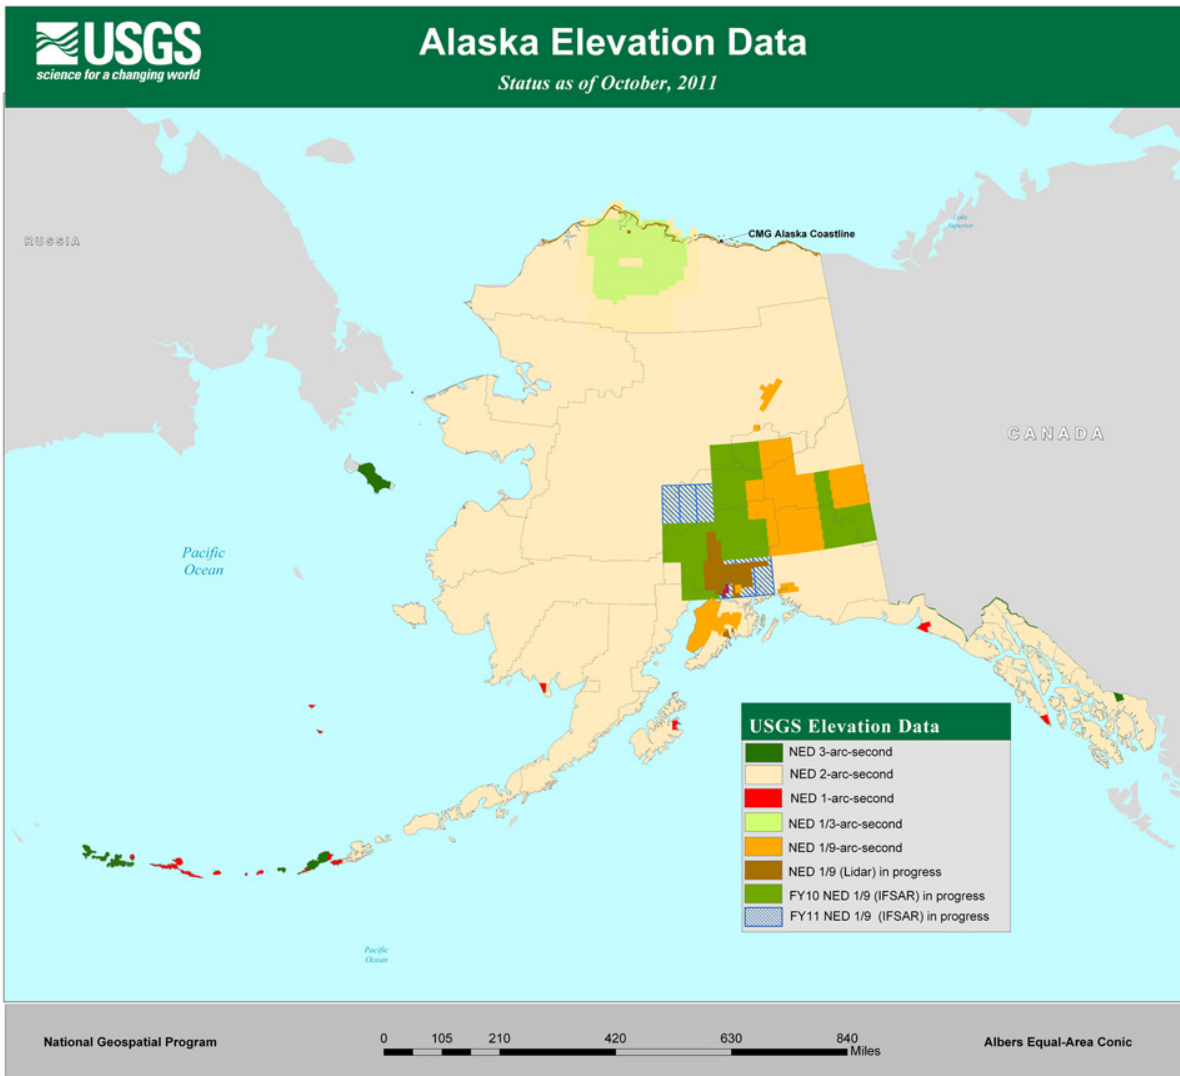 USGS
science for a changing world
Alaska Elevation Data
Status as of October, 2011
RUSSIA
Lake
Superior
CMG Alaska Coastline
CANADA
Pacific
Ocean
USGS Elevation Data
NED 3-arc-second
NED 2-arc-second
NED 1-arc-second
NED 1/3-arc-second
NED 1/9-arc-second
NED 1/9 (Lidar) in progress
FY10 NED 1/9 (IFSAR) in progress
FY11 NED 1/9 (IFSAR) in progress
Pacific
Ocean
National Geospatial Program
0 105 210 420 630 840
Miles
Albers Equal-Area Conic